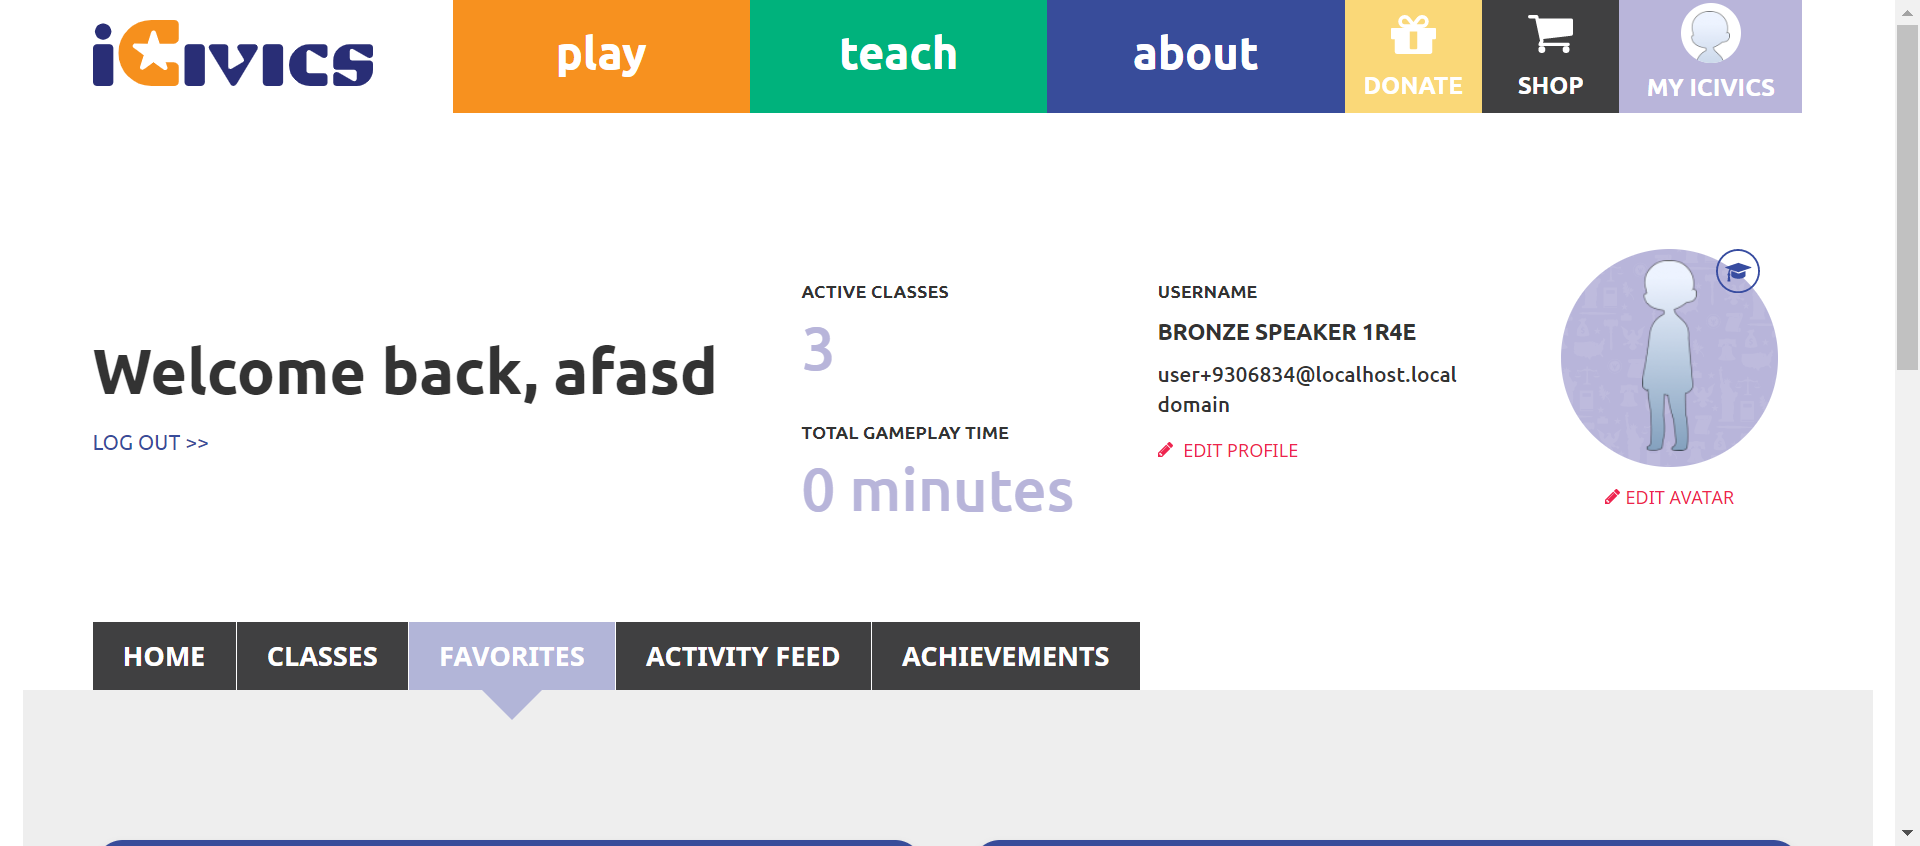 iCivics
play
teach
about
DONATE
SHOP
MY ICIVICS
Welcome back, afasd
LOG OUT >>
ACTIVE CLASSES
3
TOTAL GAMEPLAY TIME
0 minutes
USERNAME
BRONZE SPEAKER 1R4E
user+9306834@localhost.local
domain
EDIT PROFILE
EDIT AVATAR
HOME
CLASSES
FAVORITES
ACTIVITY FEED
ACHIEVEMENTS